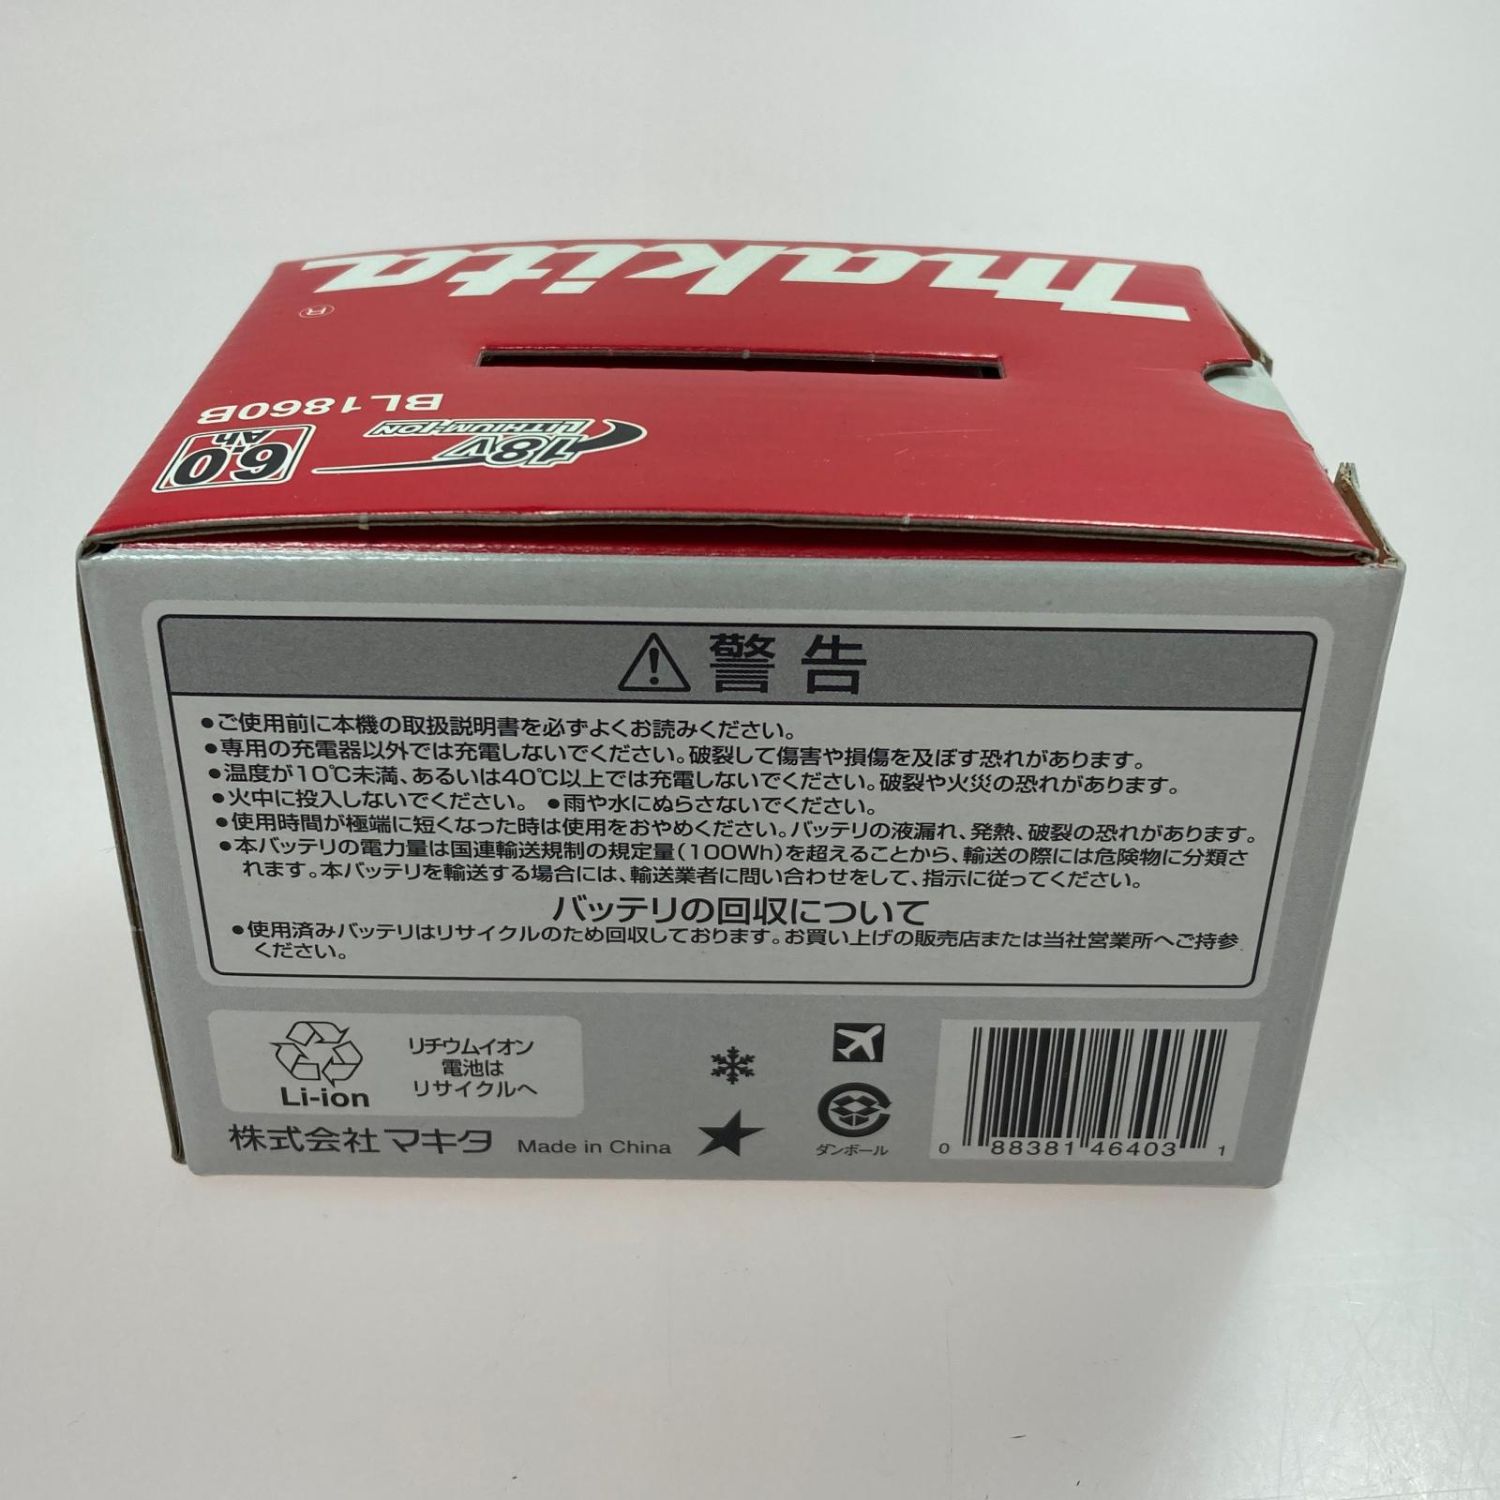 makita
®
BL1860B
18V
LITHIUM-ION
6.0
Ah
警告
●ご使用前に本機の取扱説明書を必ずよくお読みください。
●専用の充電器以外では充電しないでください。破裂して傷害や損傷を及ぼす恐れがあります。
●温度が10℃未満、あるいは40℃以上では充電しないでください。破裂や火災の恐れがあります。
●火中に投入しないでください。 ●雨や水にぬらさないでください。
●使用時間が極端に短くなった時は使用をおやめください。バッテリの液漏れ、発熱、破裂の恐れがあります。
●本バッテリの電力量は国連輸送規制の規定量(100Wh)を超えることから、輸送の際には危険物に分類さ
れます。本バッテリを輸送する場合には、輸送業者に問い合わせをして、指示に従ってください。
バッテリの回収について
●使用済みバッテリはリサイクルのため回収しております。お買い上げの販売店または当社営業所へご持参
ください。
Li-ion
リチウムイオン
電池は
リサイクルへ
株式会社マキタ Made in China
ダンボール
0 88381 46403 1